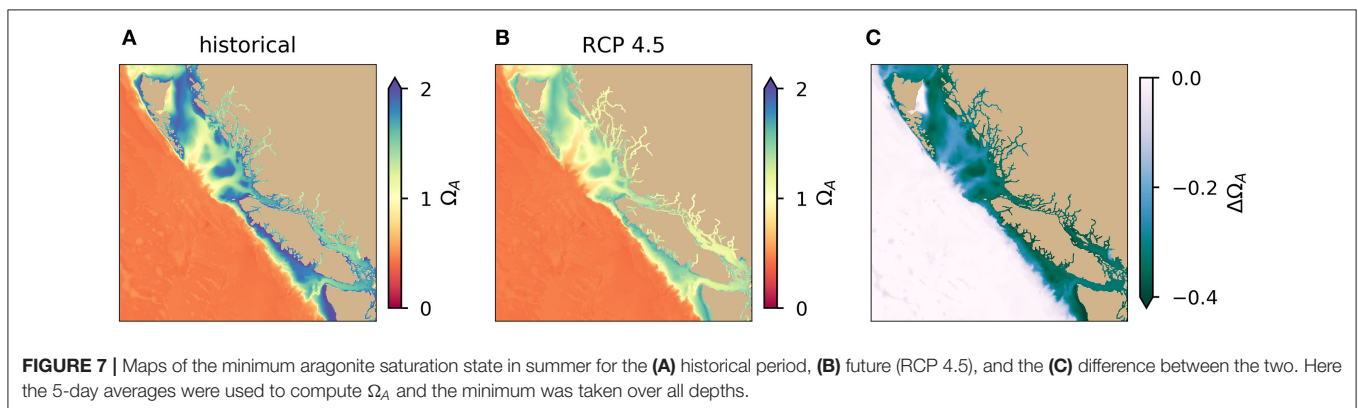 A
historical
2
1
0
Ω_A
B
RCP 4.5
2
1
0
Ω_A
C
0.0
−0.2
−0.4
ΔΩ_A
FIGURE 7 | Maps of the minimum aragonite saturation state in summer for the (A) historical period, (B) future (RCP 4.5), and the (C) difference between the two. Here
the 5-day averages were used to compute Ω_A and the minimum was taken over all depths.